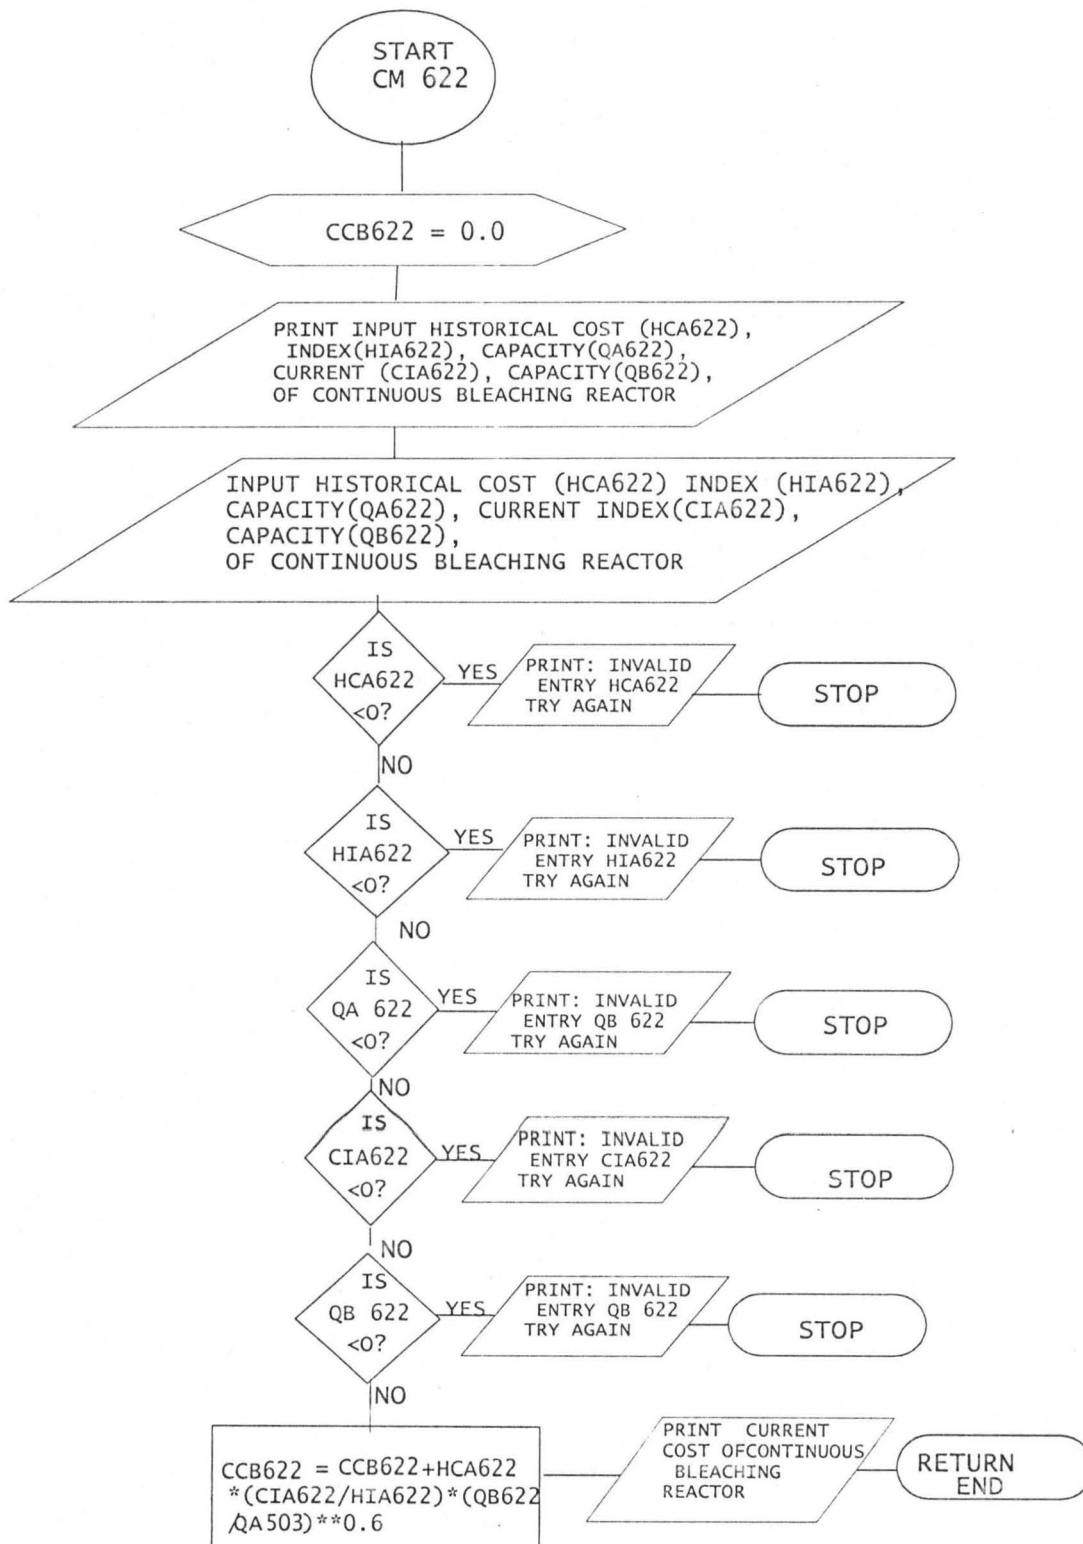 START
CM 622
CCB622 = 0.0
PRINT INPUT HISTORICAL COST (HCA622),
INDEX(HIA622), CAPACITY(QA622),
CURRENT (CIA622), CAPACITY(QB622),
OF CONTINUOUS BLEACHING REACTOR
INPUT HISTORICAL COST (HCA622) INDEX (HIA622),
CAPACITY(QA622), CURRENT INDEX(CIA622),
CAPACITY(QB622),
OF CONTINUOUS BLEACHING REACTOR
IS
HCA622
<0?
YES
PRINT: INVALID
ENTRY HCA622
TRY AGAIN
STOP
NO
IS
HIA622
<0?
YES
PRINT: INVALID
ENTRY HIA622
TRY AGAIN
STOP
NO
IS
QA 622
<0?
YES
PRINT: INVALID
ENTRY QB 622
TRY AGAIN
STOP
NO
IS
CIA622
<0?
YES
PRINT: INVALID
ENTRY CIA622
TRY AGAIN
STOP
NO
IS
QB 622
<0?
YES
PRINT: INVALID
ENTRY QB 622
TRY AGAIN
STOP
NO
CCB622 = CCB622+HCA622
*(CIA622/HIA622)*(QB622
/QA503)**0.6
PRINT CURRENT
COST OFCONTINUOUS
BLEACHING
REACTOR
RETURN
END